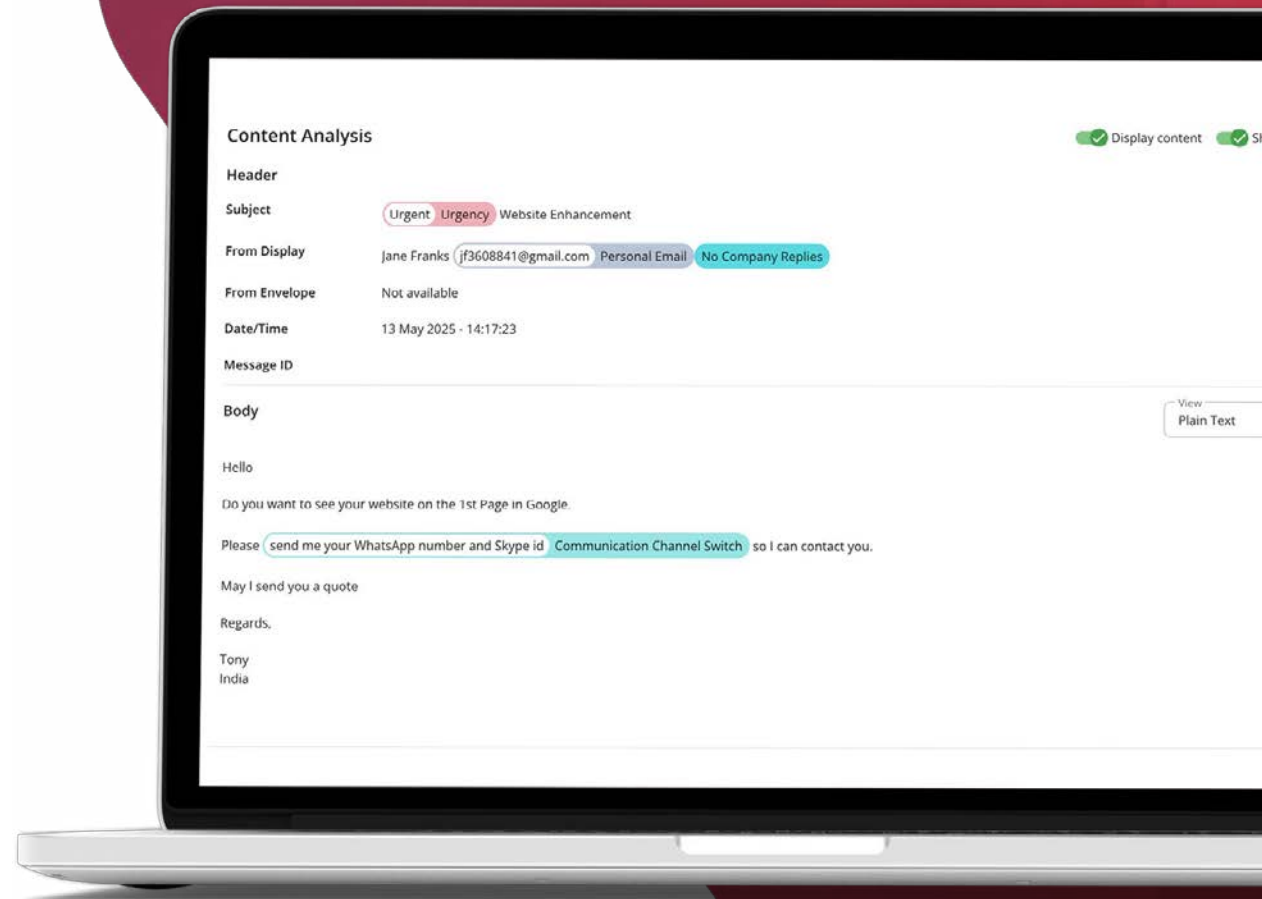 Content Analysis
Display content
Header
Subject Urgent Urgency Website Enhancement
From Display Jane Franks jf3608841@gmail.com Personal Email No Company Replies
From Envelope Not available
Date/Time 13 May 2025 - 14:17:23
Message ID
Body
View
Plain Text
Hello
Do you want to see your website on the 1st Page in Google.
Please send me your WhatsApp number and Skype id Communication Channel Switch so I can contact you.
May I send you a quote
Regards,
Tony
India